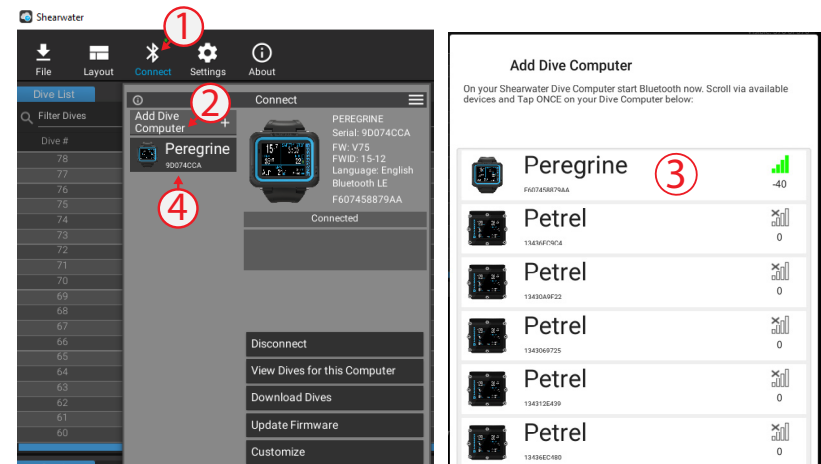 Shearwater
1
File
Layout
Connect
Settings
About
Dive List
Filter Dives
Dive #
78
77
76
75
74
73
72
71
70
69
68
67
66
65
64
63
62
61
60
Connect
2
Add Dive
Computer
+
Peregrine
9D074CCA
4
PEREGRINE
Serial: 9D074CCA
FW: V75
FWID: 15-12
Language: English
Bluetooth LE
F607458879AA
Connected
Disconnect
View Dives for this Computer
Download Dives
Update Firmware
Customize
Add Dive Computer
On your Shearwater Dive Computer start Bluetooth now. Scroll via available
devices and Tap ONCE on your Dive Computer below:
Peregrine
F607458879AA
3
-40
Petrel
13436FC9C4
0
Petrel
13430A9F22
0
Petrel
1343069725
0
Petrel
134312E439
0
Petrel
13436EC480
0